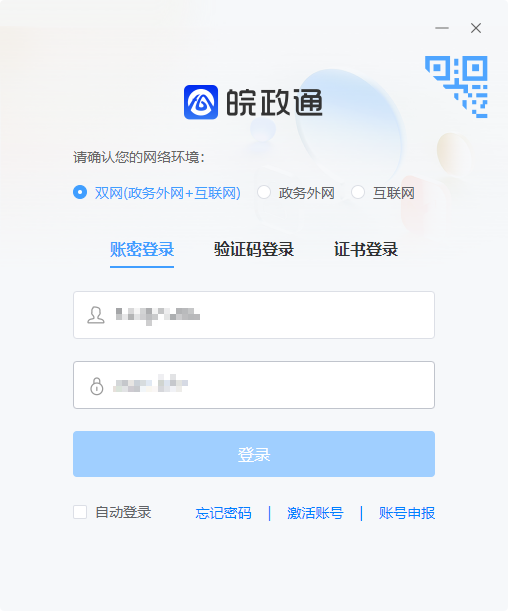 皖政通
请确认您的网络环境：
双网(政务外网+互联网) 政务外网 互联网
账密登录 验证码登录 证书登录
登录
自动登录 忘记密码 | 激活账号 | 账号申报